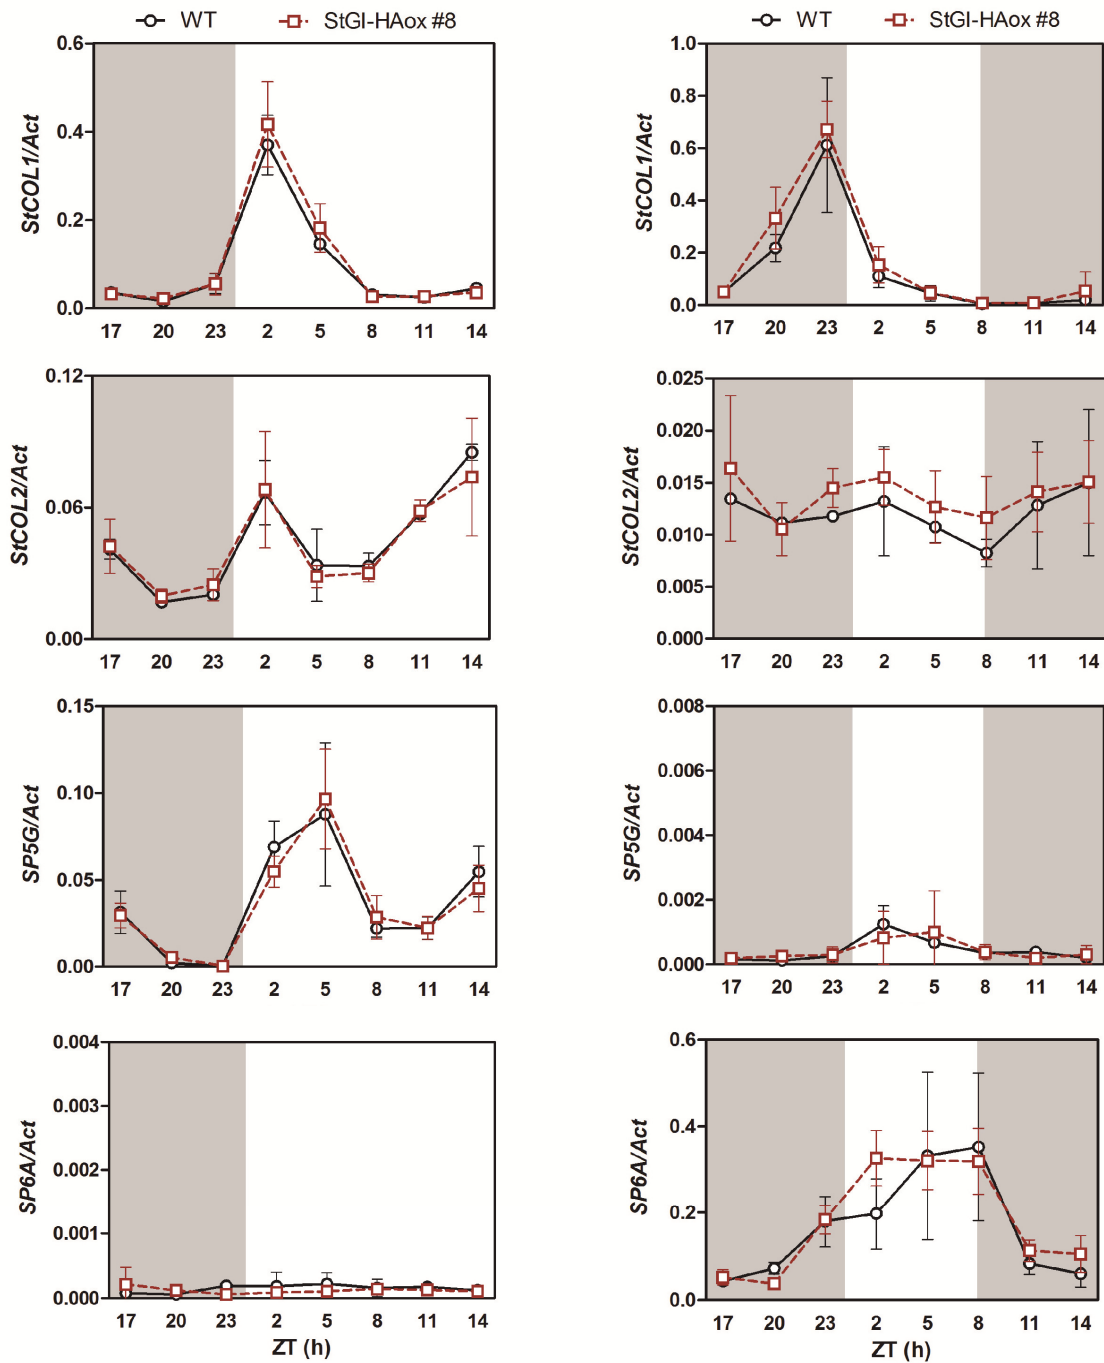 WT StGI-HAox #8
StCOL1/Act
0.6
0.4
0.2
0.0
17 20 23 2 5 8 11 14
WT StGI-HAox #8
StCOL1/Act
1.0
0.8
0.6
0.4
0.2
0.0
17 20 23 2 5 8 11 14
StCOL2/Act
0.12
0.06
0.00
17 20 23 2 5 8 11 14
StCOL2/Act
0.025
0.020
0.015
0.010
0.005
0.000
17 20 23 2 5 8 11 14
SP5G/Act
0.15
0.10
0.05
0.00
17 20 23 2 5 8 11 14
SP5G/Act
0.008
0.006
0.004
0.002
0.000
17 20 23 2 5 8 11 14
SP6A/Act
0.004
0.003
0.002
0.001
0.000
17 20 23 2 5 8 11 14
ZT (h)
SP6A/Act
0.6
0.4
0.2
0.0
17 20 23 2 5 8 11 14
ZT (h)